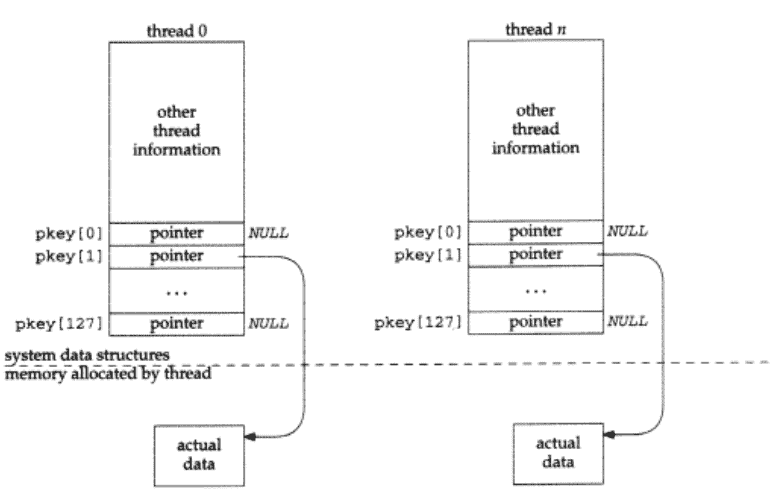 thread 0
other
thread
information
pkey[0] pointer NULL
pkey[1] pointer
...
pkey[127] pointer NULL
thread n
other
thread
information
pkey[0] pointer NULL
pkey[1] pointer
...
pkey[127] pointer NULL
system data structures
memory allocated by thread
actual
data
actual
data